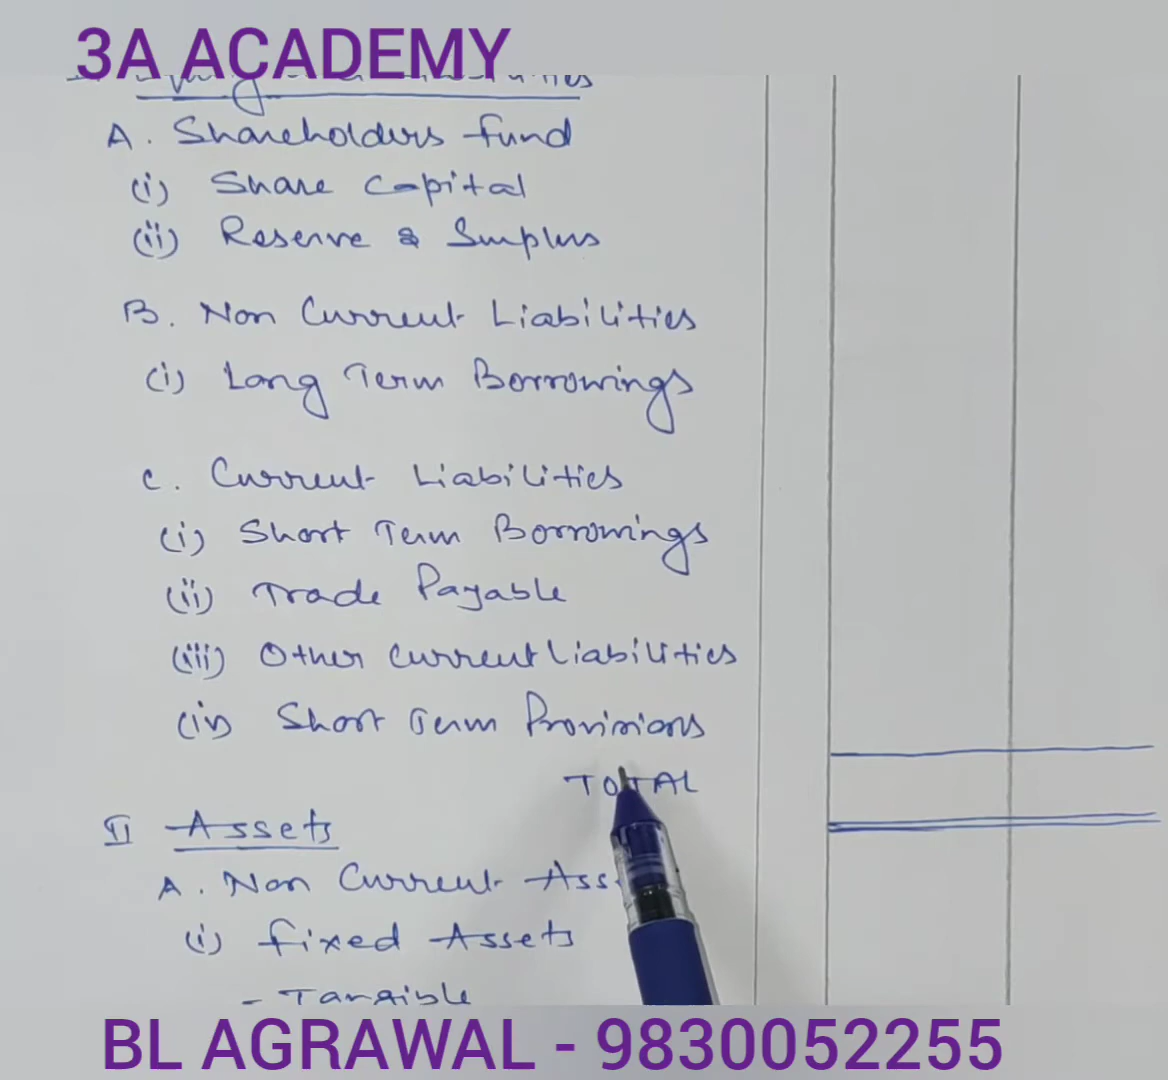 3A ACADEMY
A. Shareholders fund
(i) Share Capital
(ii) Reserve & Surplus
B. Non Current Liabilities
(i) Long Term Borrowings
C. Current Liabilities
(i) Short Term Borrowings
(ii) Trade Payable
(iii) Other Current Liabilities
(iv) Short Term Provisions
TOTAL
II Assets
A. Non Current
(i) fixed Assets
- Tangible
BL AGRAWAL - 9830052255